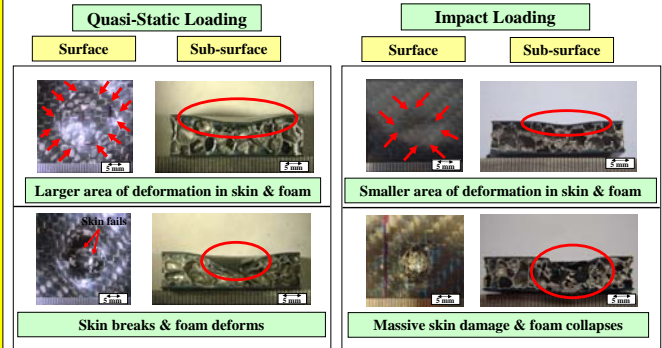 Quasi-Static Loading
Impact Loading
Surface
Sub-surface
Surface
Sub-surface
5 mm
5 mm
5 mm
5 mm
Larger area of deformation in skin & foam
Smaller area of deformation in skin & foam
Skin fails
5 mm
5 mm
5 mm
5 mm
Skin breaks & foam deforms
Massive skin damage & foam collapses